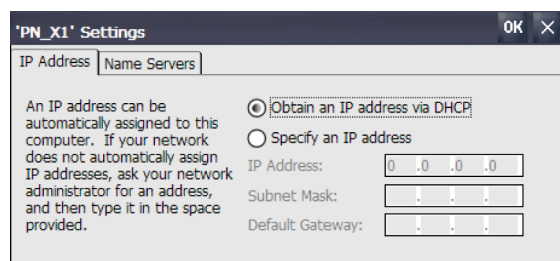 'PN_X1' Settings OK ×
IP Address Name Servers
An IP address can be
automatically assigned to this
computer. If your network
does not automatically assign
IP addresses, ask your network
administrator for an address,
and then type it in the space
provided.
Obtain an IP address via DHCP
Specify an IP address
IP Address: 0 .0 .0 .0
Subnet Mask: . . .
Default Gateway: . . .